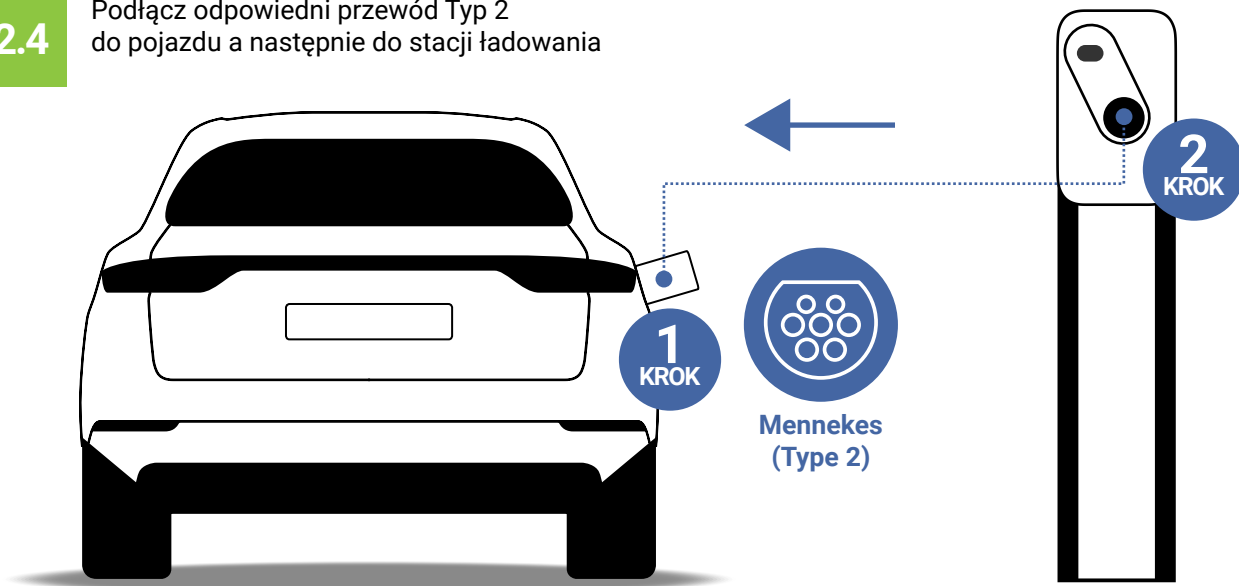 2.4
Podłącz odpowiedni przewód Typ 2
do pojazdu a następnie do stacji ładowania
2
KROK
1
KROK
Mennekes
(Type 2)